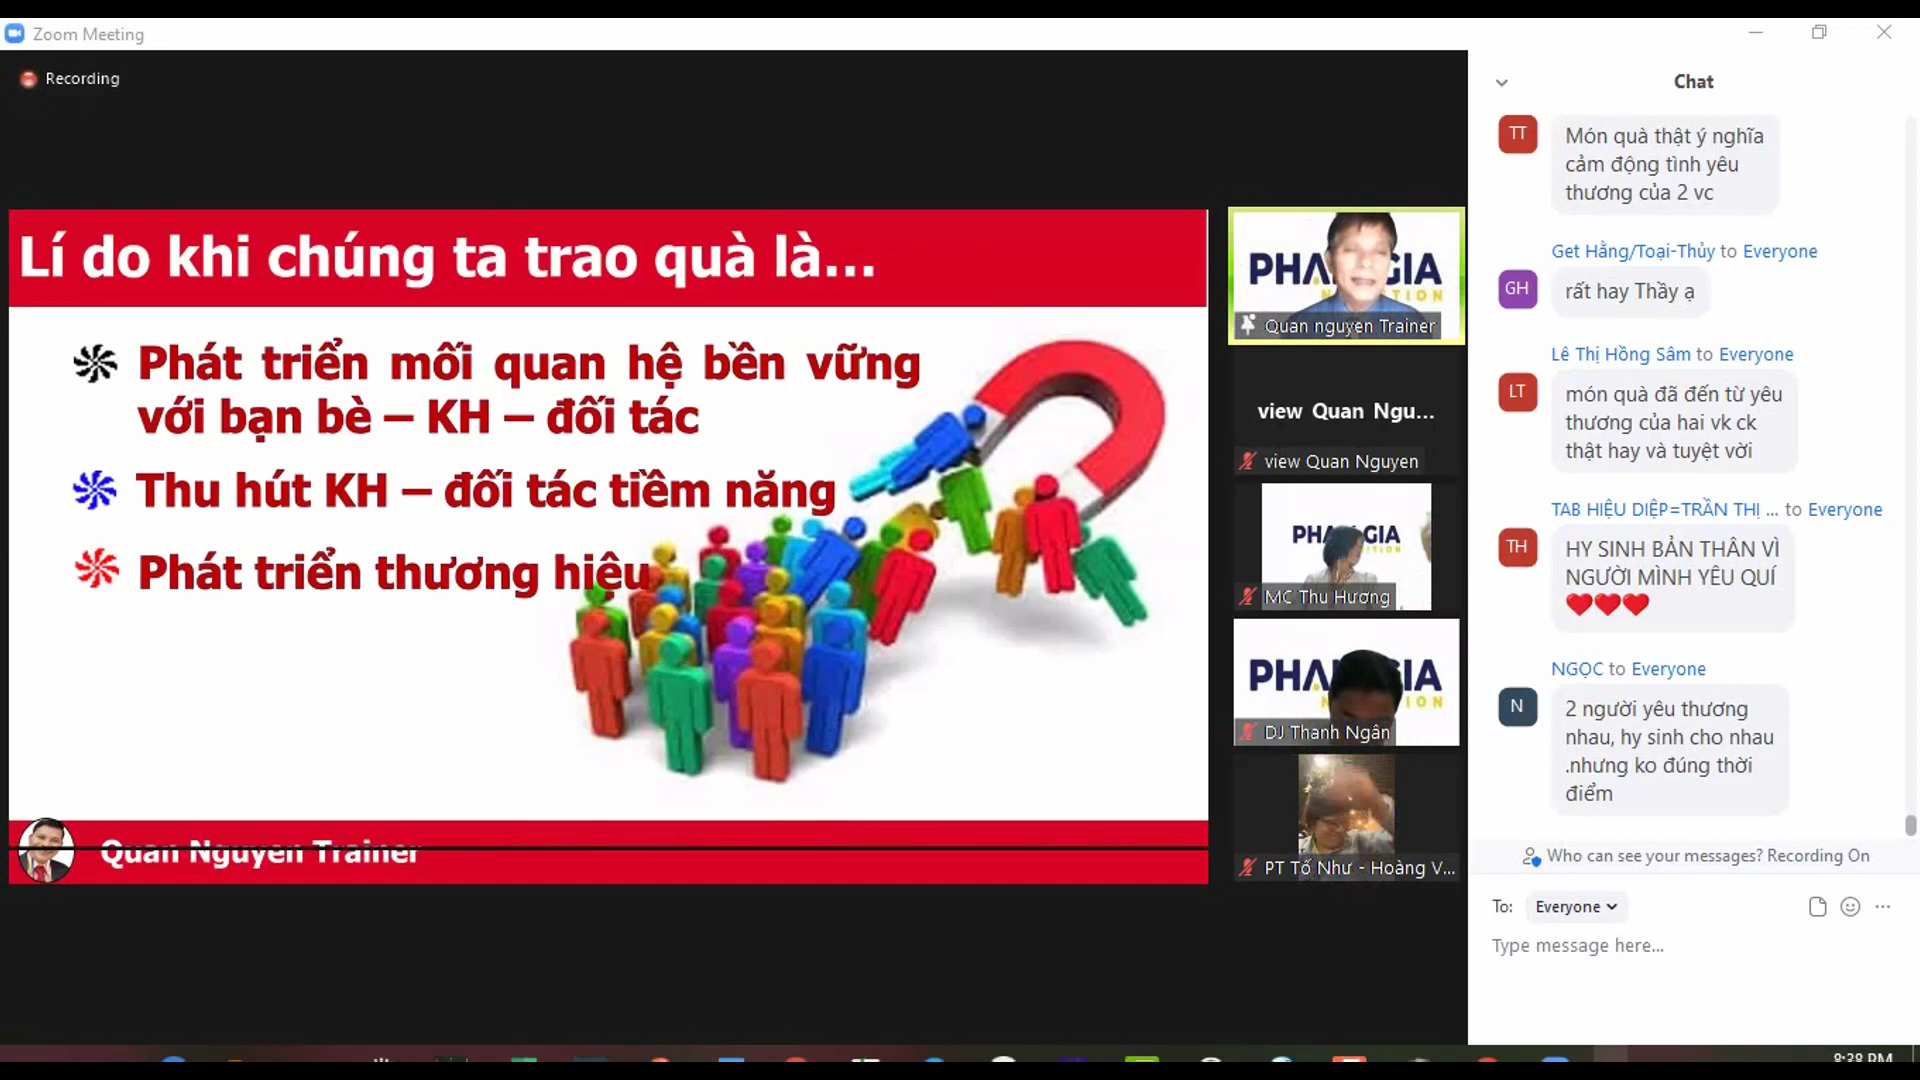 Zoom Meeting
Recording
Lí do khi chúng ta trao quà là...
Phát triển mối quan hệ bền vững
với bạn bè – KH – đối tác
Thu hút KH – đối tác tiềm năng
Phát triển thương hiệu
Quan Nguyen Trainer
Quan nguyen Trainer
view Quan Ngu...
view Quan Nguyen
MC Thu Hương
DJ Thanh Ngân
PT Tố Như - Hoàng V...
Chat
TT
Món quà thật ý nghĩa
cảm động tình yêu
thương của 2 vc
Get Hằng/Toại-Thủy to Everyone
GH
rất hay Thầy ạ
Lê Thị Hồng Sâm to Everyone
LT
món quà đã đến từ yêu
thương của hai vk ck
thật hay và tuyệt vời
TAB HIỆU DIỆP=TRẦN THỊ ... to Everyone
TH
HY SINH BẢN THÂN VÌ
NGƯỜI MÌNH YÊU QUÍ
❤❤❤
NGỌC to Everyone
N
2 người yêu thương
nhau, hy sinh cho nhau
.nhưng ko đúng thời
điểm
Who can see your messages? Recording On
To: Everyone
Type message here...
8:38 PM